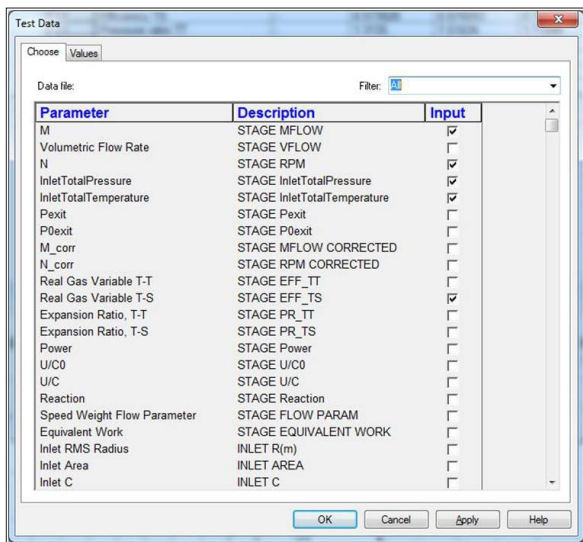 Test Data
Choose Values
Data file: Filter: All
Parameter Description Input
M STAGE MFLOW
Volumetric Flow Rate STAGE VFLOW
N STAGE RPM
InletTotalPressure STAGE InletTotalPressure
InletTotalTemperature STAGE InletTotalTemperature
Pexit STAGE Pexit
P0exit STAGE P0exit
M_corr STAGE MFLOW CORRECTED
N_corr STAGE RPM CORRECTED
Real Gas Variable T-T STAGE EFF_TT
Real Gas Variable T-S STAGE EFF_TS
Expansion Ratio, T-T STAGE PR_TT
Expansion Ratio, T-S STAGE PR_TS
Power STAGE Power
U/C0 STAGE U/C0
U/C STAGE U/C
Reaction STAGE Reaction
Speed Weight Flow Parameter STAGE FLOW PARAM
Equivalent Work STAGE EQUIVALENT WORK
Inlet RMS Radius INLET R(m)
Inlet Area INLET AREA
Inlet C INLET C
OK Cancel Apply Help